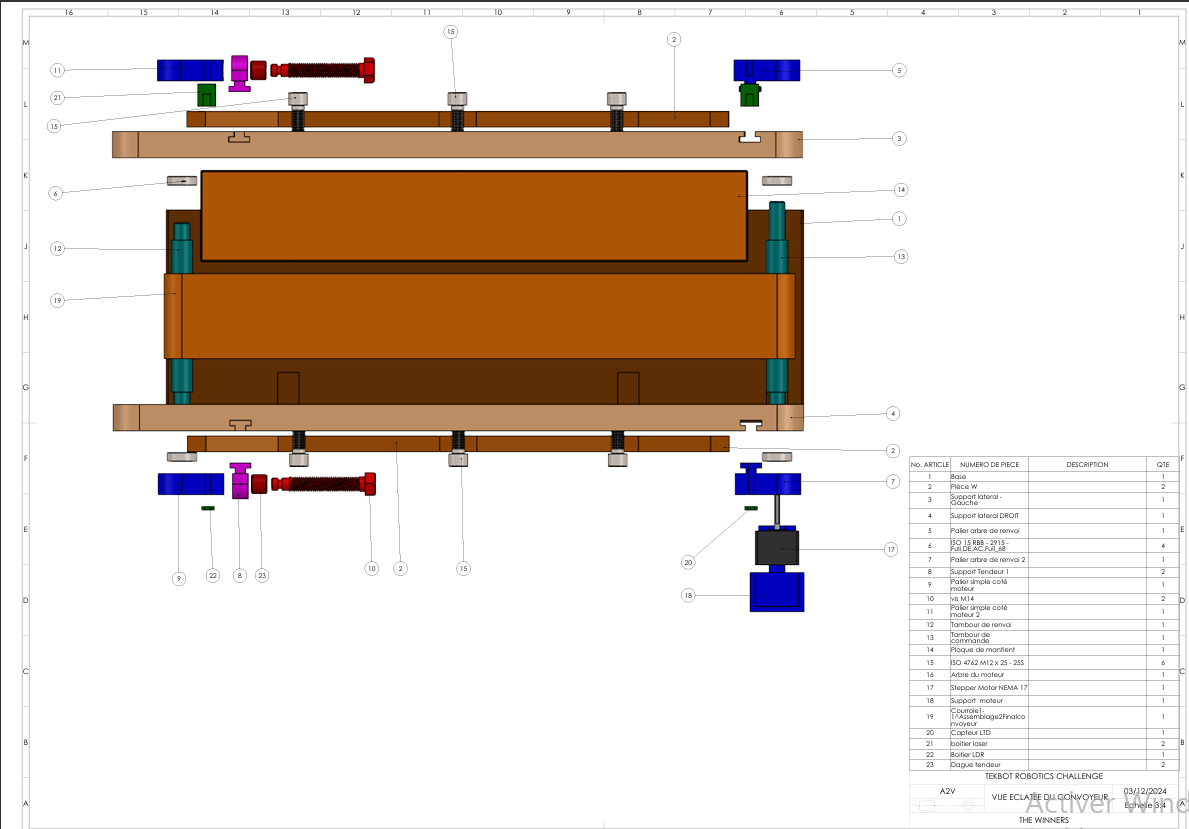 16 15 14 13 12 11 10 9 8 7 6 5 4 3 2 1
M M
L L
K K
J J
H H
G G
F F
E E
D D
C C
B B
A A
15 2
11 5
21
15
3
6 14
1
12 13
19
4
2
7
17
20
9 22 8 23 10 2 15
18
No. ARTICLE NUMERO DE PIECE DESCRIPTION QTE
1 Base 1
2 Pièce W 2
3 Support lateral - Gauche 1
4 Support lateral DROIT 1
5 Palier arbre de renvoi 1
6 ISO 15 RBB - 2915 - Full,DE,AC,Full_68 4
7 Palier arbre de renvoi 2 1
8 Support Tendeur 1 2
9 Palier simple coté moteur 1
10 vis M14 2
11 Palier simple coté moteur 2 1
12 Tambour de renvoi 1
13 Tambour de commande 1
14 Plaque de mantient 1
15 ISO 4762 M12 x 25 - 25S 6
16 Arbre du moteur 1
17 Stepper Motor NEMA 17 1
18 Support moteur 1
19 Courroie1-1^Assemblage2Finalconvoyeur 1
20 Capteur LTD 1
21 boitier laser 2
22 Boitier LDR 1
23 Dague tendeur 2
TEKBOT ROBOTICS CHALLENGE
A2V VUE ECLATÉE DU CONVOYEUR 03/12/2024
Echelle 3:4
THE WINNERS
Activer Wind